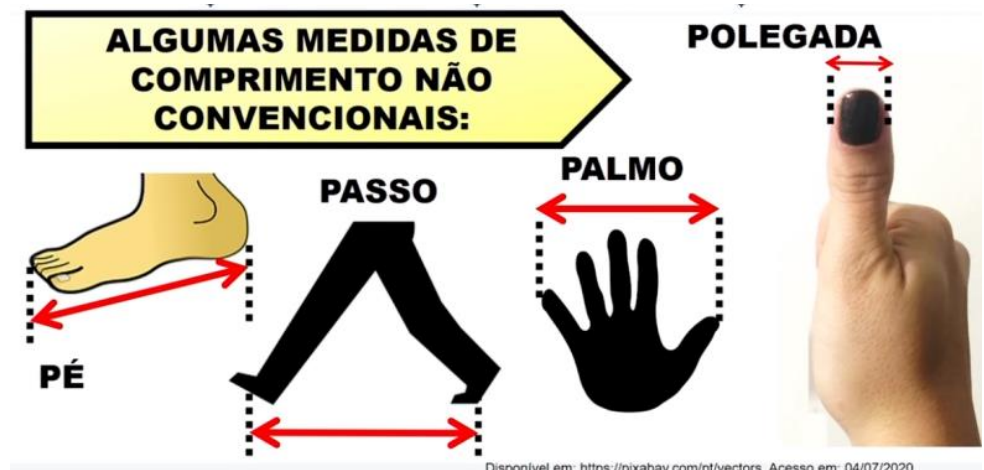 ALGUMAS MEDIDAS DE
COMPRIMENTO NÃO
CONVENCIONAIS:
POLEGADA
PASSO
PALMO
PÉ
Disponível em: https://pixabay.com/pt/vectors. Acesso em: 04/07/2020